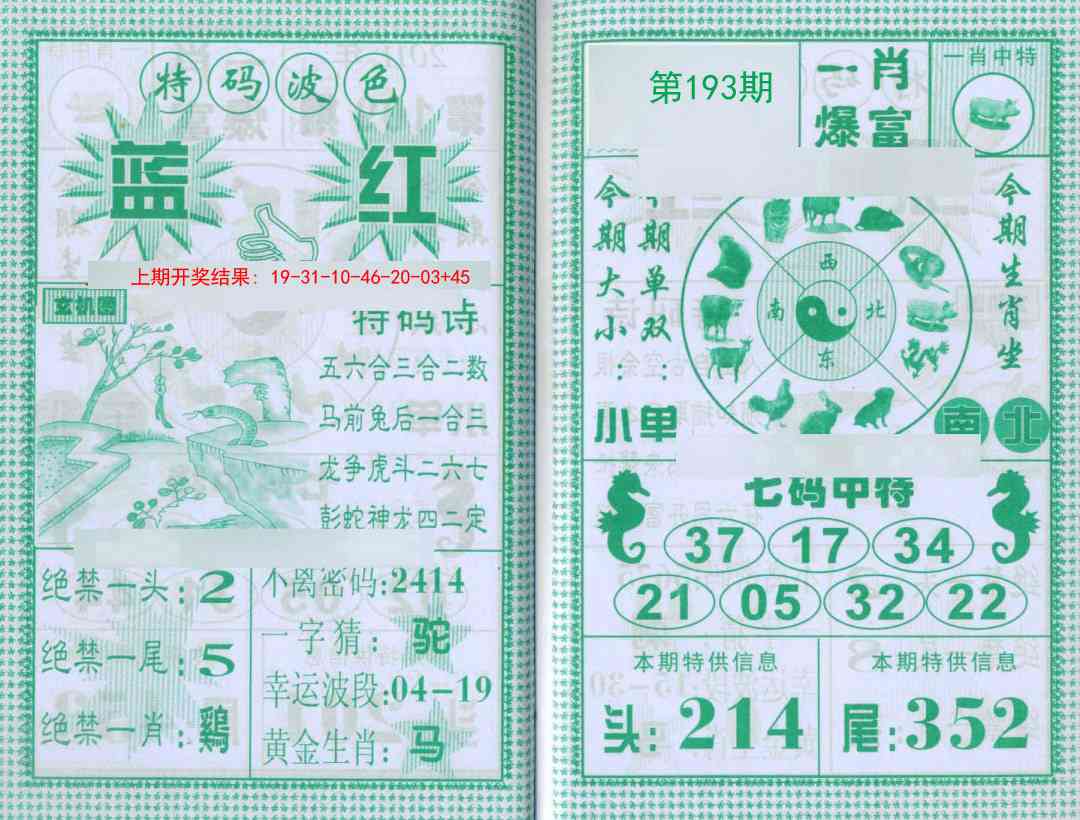 特码波色
蓝 红
上期开奖结果：19-31-10-46-20-03+45
玄机图
特码诗
五六合三合二数
马前兔后一合三
龙争虎斗二六七
彭蛇神龙四二定
绝禁一头：2
绝禁一尾：5
绝禁一肖：鷄
不离密码：2414
一字猜：驼
幸运波段：04-19
黄金生肖：马
第193期
一肖
爆富
一肖中特
今期大小：小
今期单双：单
西
南 北
东
今期生肖坐
南 北
七码中特
37 17 34
21 05 32 22
本期特供信息
头：214
本期特供信息
尾：352